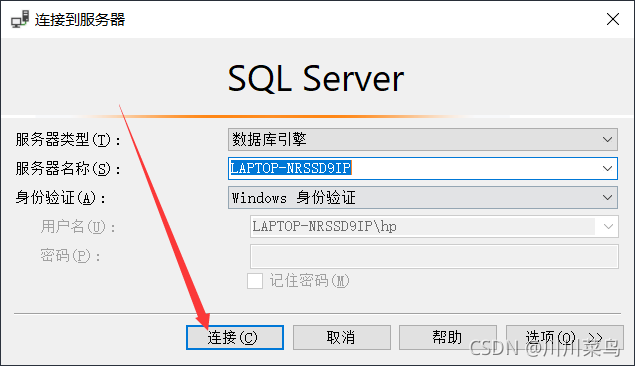 连接到服务器
SQL Server
服务器类型(T)： 数据库引擎
服务器名称(S)： LAPTOP-NRSSD9IP
身份验证(A)： Windows 身份验证
用户名(U)： LAPTOP-NRSSD9IP\hp
密码(P)：
记住密码(M)
连接(C) 取消 帮助 选项(O) >>
CSDN @川川菜鸟